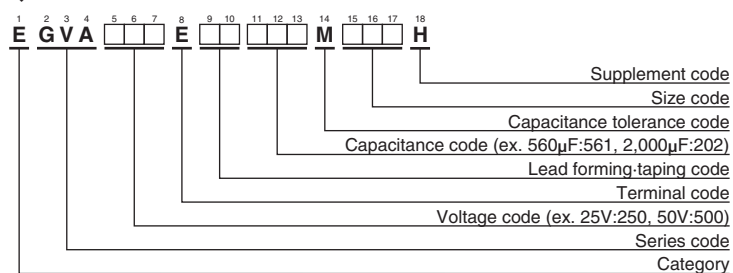 1 2 3 4 5 6 7 8 9 10 11 12 13 14 15 16 17 18
E G V A E M H
Supplement code
Size code
Capacitance tolerance code
Capacitance code (ex. 560μF:561, 2,000μF:202)
Lead forming·taping code
Terminal code
Voltage code (ex. 25V:250, 50V:500)
Series code
Category